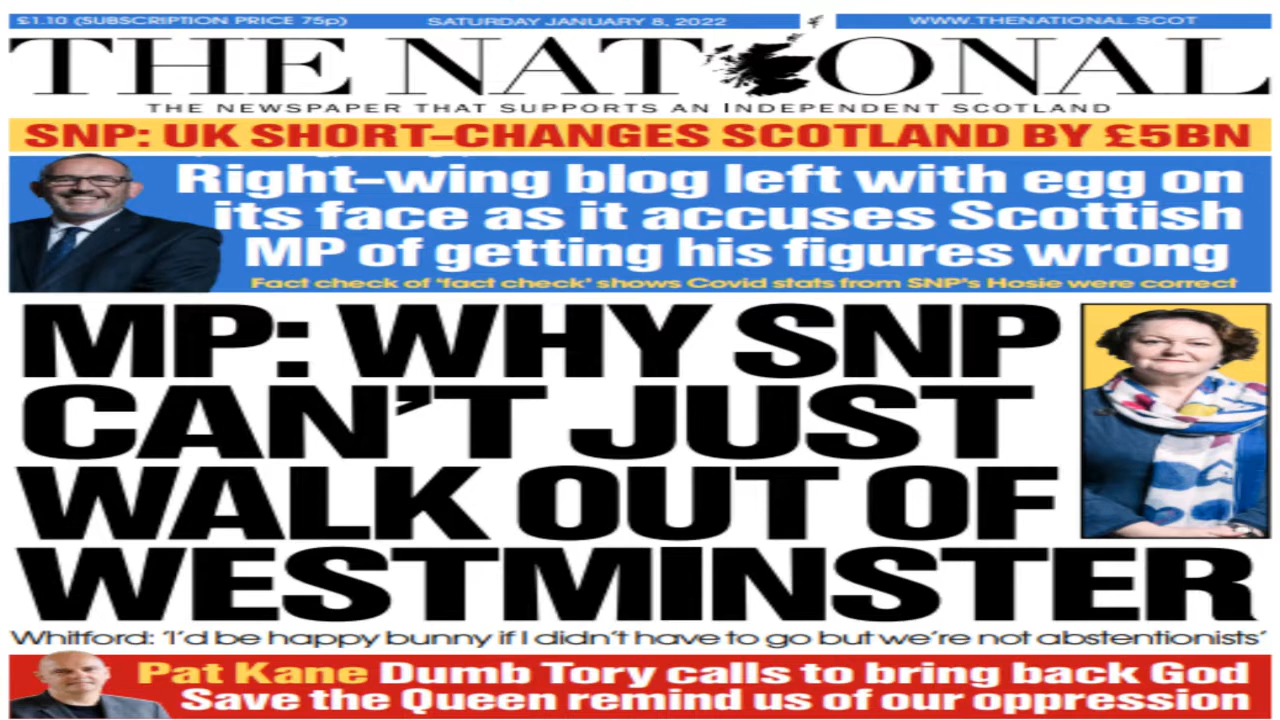 £1.10 (SUBSCRIPTION PRICE 75p)
SATURDAY JANUARY 8, 2022
WWW.THENATIONAL.SCOT
THE NATIONAL
THE NEWSPAPER THAT SUPPORTS AN INDEPENDENT SCOTLAND
SNP: UK SHORT-CHANGES SCOTLAND BY £5BN
Right-wing blog left with egg on
its face as it accuses Scottish
MP of getting his figures wrong
Fact check of ‘fact check’ shows Covid stats from SNP’s Hosie were correct
MP: WHY SNP
CAN’T JUST
WALK OUT OF
WESTMINSTER
Whitford: ‘I’d be happy bunny if I didn’t have to go but we’re not abstentionists’
Pat Kane Dumb Tory calls to bring back God
Save the Queen remind us of our oppression